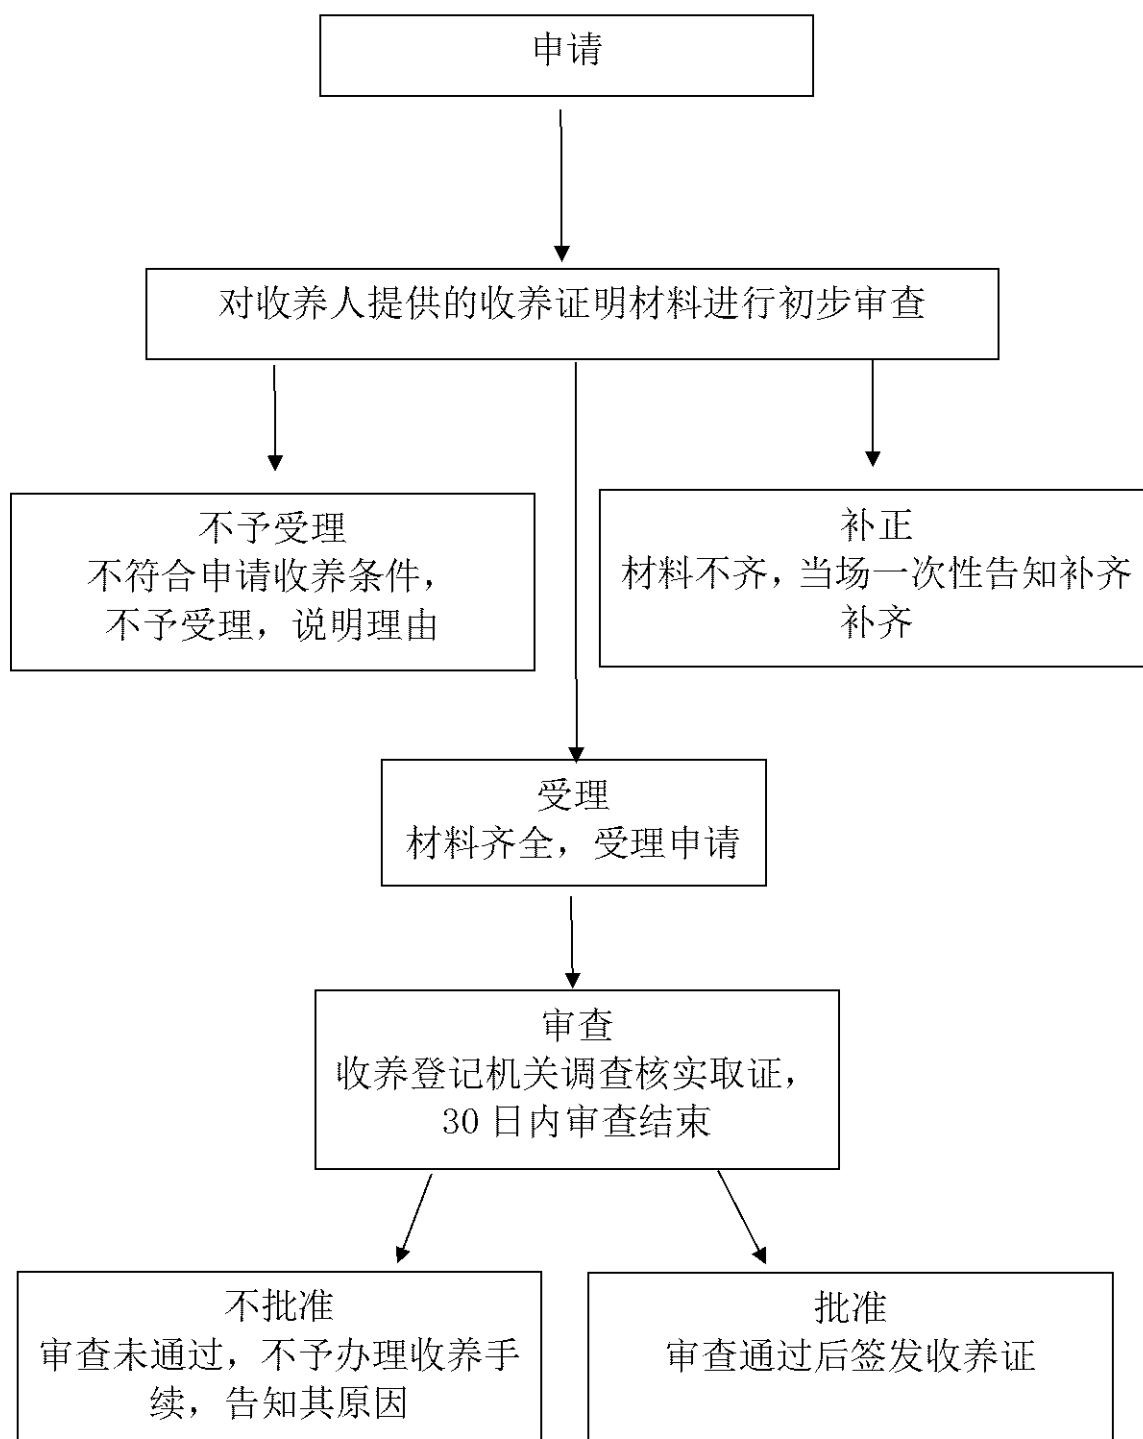 申请
对收养人提供的收养证明材料进行初步审查
不予受理
不符合申请收养条件，
不予受理，说明理由
补正
材料不齐，当场一次性告知补齐
补齐
受理
材料齐全，受理申请
审查
收养登记机关调查核实取证，
30 日内审查结束
不批准
审查未通过，不予办理收养手
续，告知其原因
批准
审查通过后签发收养证